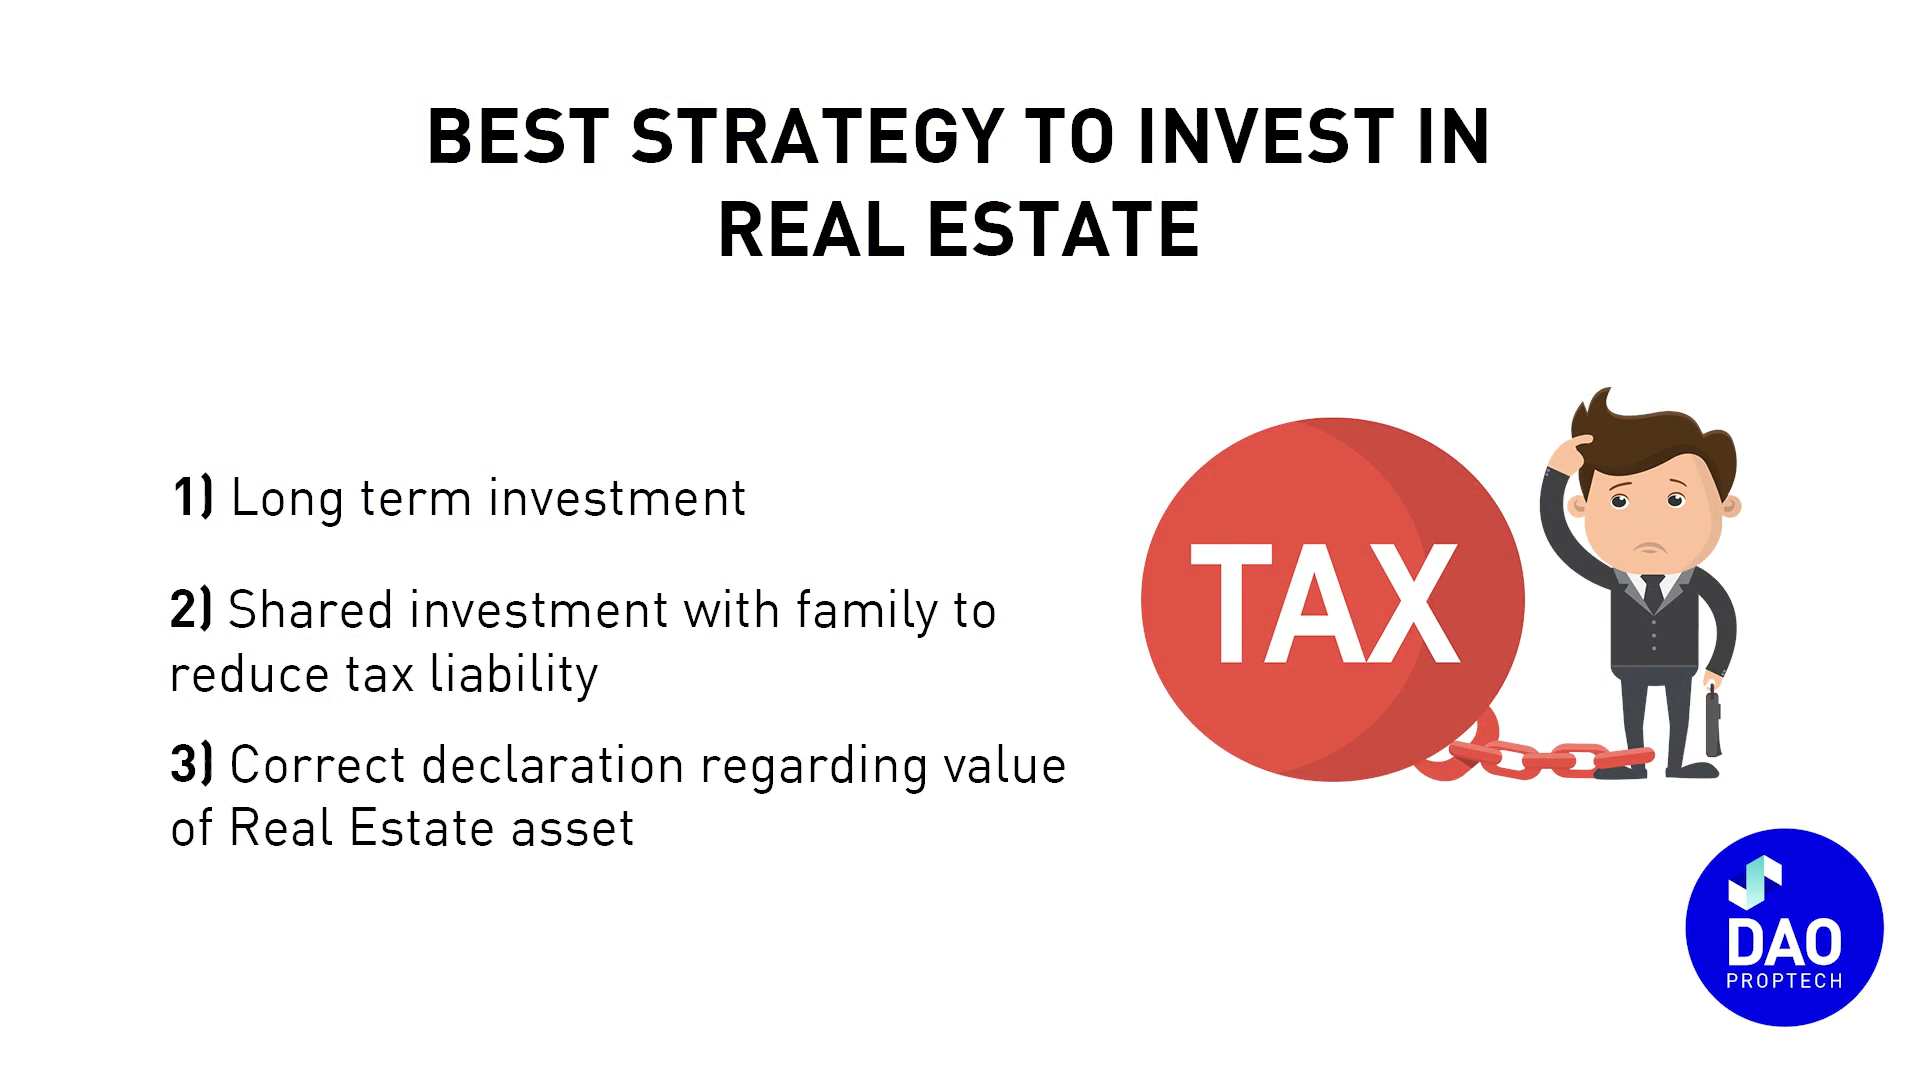 BEST STRATEGY TO INVEST IN
REAL ESTATE
1) Long term investment
2) Shared investment with family to
reduce tax liability
3) Correct declaration regarding value
of Real Estate asset
TAX
DAO
PROPTECH